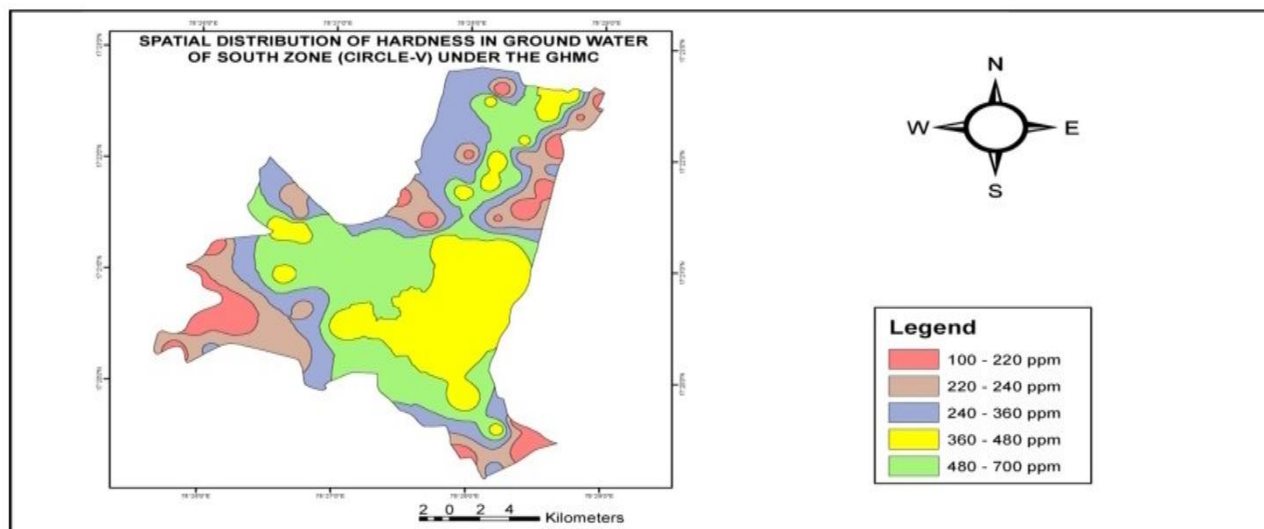 SPATIAL DISTRIBUTION OF HARDNESS IN GROUND WATER
OF SOUTH ZONE (CIRCLE-V) UNDER THE GHMC
N
W E
S
Legend
100 - 220 ppm
220 - 240 ppm
240 - 360 ppm
360 - 480 ppm
480 - 700 ppm
2 0 2 4
Kilometers